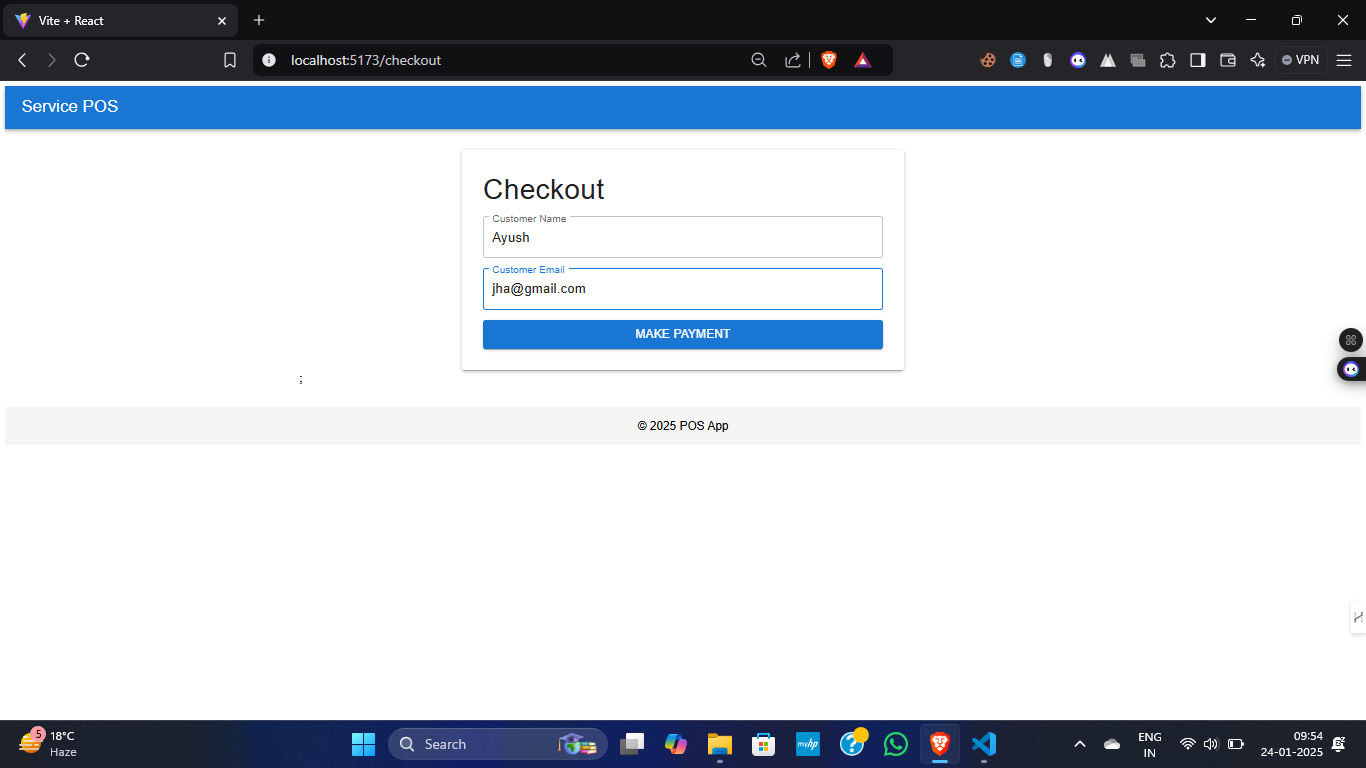 Vite + React
localhost:5173/checkout
VPN
Service POS
Checkout
Customer Name
Ayush
Customer Email
jha@gmail.com
MAKE PAYMENT
;
© 2025 POS App
5
18°C
Haze
Search
myhp
ENG
IN
09:54
24-01-2025